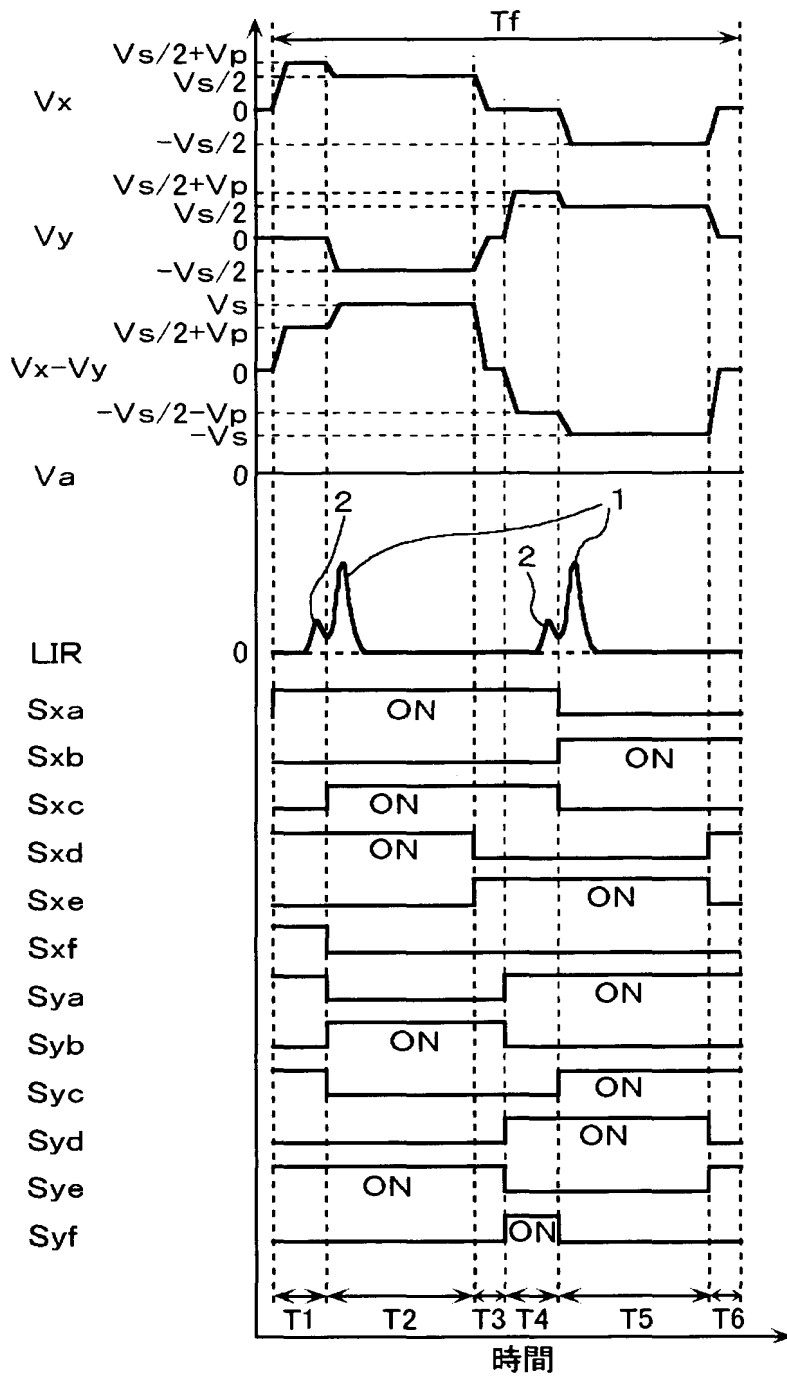 Tf
Vs/2+Vp
Vs/2
Vx
0
-Vs/2
Vs/2+Vp
Vs/2
Vy
0
-Vs/2
Vs
Vs/2+Vp
Vx-Vy
0
-Vs/2-Vp
-Vs
Va
0
2
1
2
LIR
0
Sxa
ON
Sxb
ON
Sxc
ON
Sxd
ON
Sxe
ON
Sxf
Sya
ON
Syb
ON
Syc
ON
Syd
ON
Sye
ON
Syf
ON
T1 T2 T3 T4 T5 T6
時間